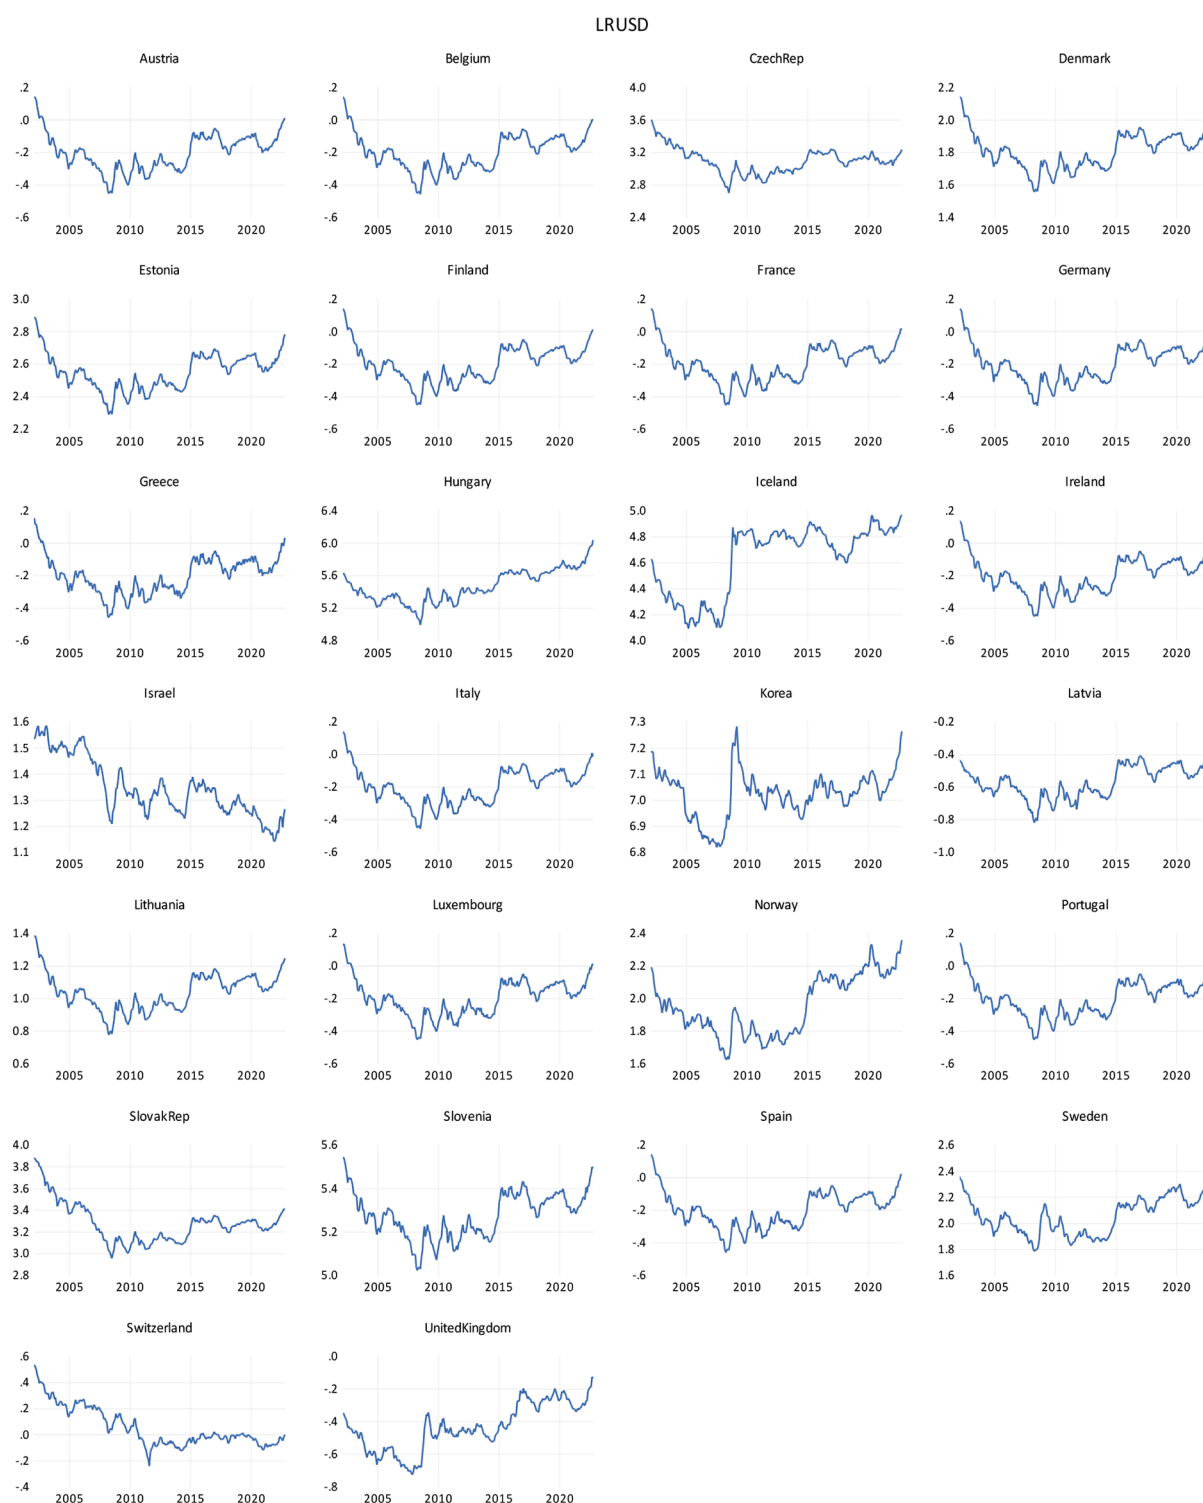 LRUSD
Austria Belgium CzechRep Denmark
.2 .2 4.0 2.2
.0 .0 3.6 2.0
-.2 -.2 3.2 1.8
-.4 -.4 2.8 1.6
-.6 -.6 2.4 1.4
2005 2010 2015 2020 2005 2010 2015 2020 2005 2010 2015 2020 2005 2010 2015 2020
Estonia Finland France Germany
3.0 .2 .2 .2
2.8 .0 .0 .0
2.6 -.2 -.2 -.2
2.4 -.4 -.4 -.4
2.2 -.6 -.6 -.6
2005 2010 2015 2020 2005 2010 2015 2020 2005 2010 2015 2020 2005 2010 2015 2020
Greece Hungary Iceland Ireland
.2 6.4 5.0 .2
.0 6.0 4.8 .0
-.2 5.6 4.6 -.2
-.4 5.2 4.4 -.4
-.6 4.8 4.2 -.6
4.0
2005 2010 2015 2020 2005 2010 2015 2020 2005 2010 2015 2020 2005 2010 2015 2020
Israel Italy Korea Latvia
1.6 .2 7.3 -0.2
1.5 .0 7.2 -0.4
1.4 -.2 7.1 -0.6
1.3 -.4 7.0 -0.8
1.2 -.6 6.9 -1.0
1.1 6.8
2005 2010 2015 2020 2005 2010 2015 2020 2005 2010 2015 2020 2005 2010 2015 2020
Lithuania Luxembourg Norway Portugal
1.4 .2 2.4 .2
1.2 .0 2.2 .0
1.0 -.2 2.0 -.2
0.8 -.4 1.8 -.4
0.6 -.6 1.6 -.6
2005 2010 2015 2020 2005 2010 2015 2020 2005 2010 2015 2020 2005 2010 2015 2020
SlovakRep Slovenia Spain Sweden
4.0 5.6 .2 2.6
3.8 5.4 .0 2.4
3.6 5.2 -.2 2.2
3.4 5.0 -.4 2.0
3.2 -.6 1.8
3.0 1.6
2.8
2005 2010 2015 2020 2005 2010 2015 2020 2005 2010 2015 2020 2005 2010 2015 2020
Switzerland UnitedKingdom
.6 .0
.4 -.2
.2 -.4
.0 -.6
-.2 -.8
-.4
2005 2010 2015 2020 2005 2010 2015 2020